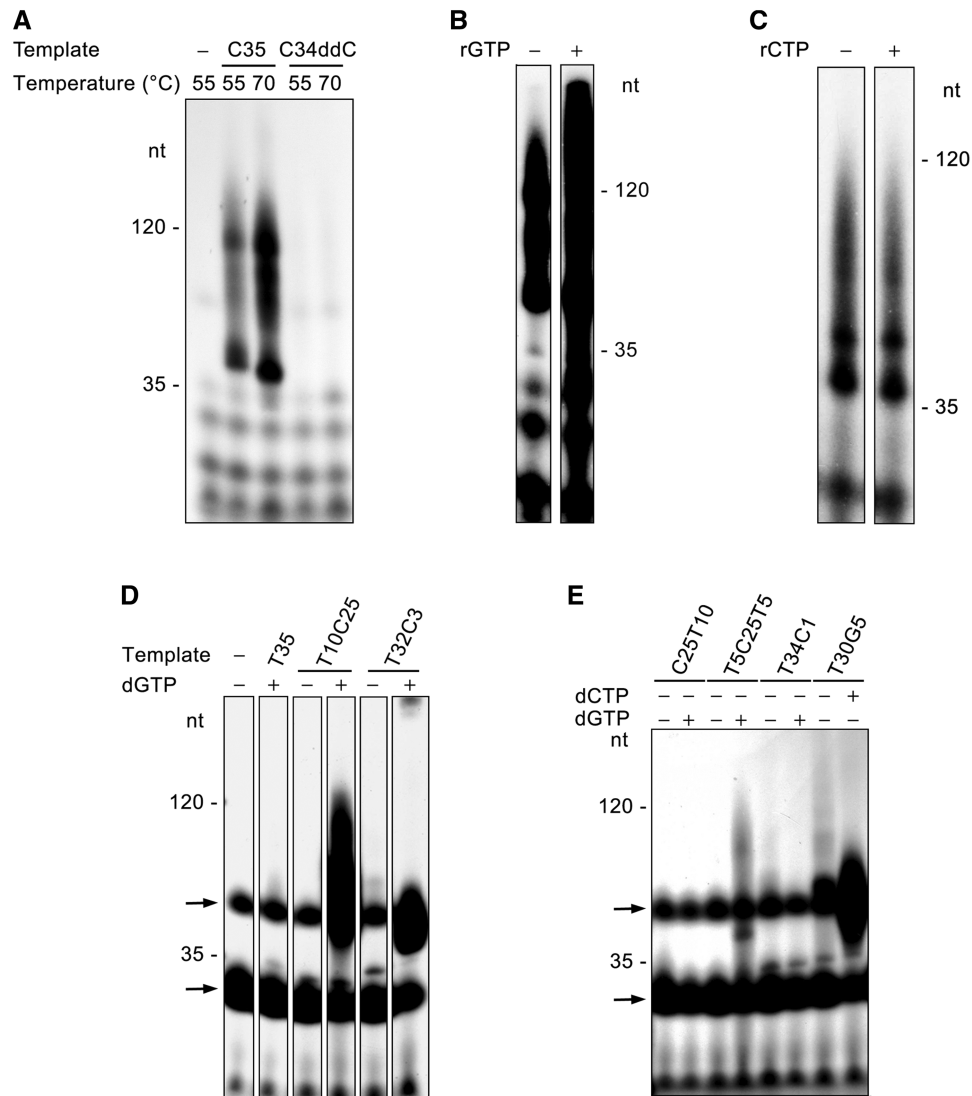 A
Template – C35 C34ddC
Temperature (°C) 55 55 70 55 70
nt
120 -
35 -
B
rGTP – +
nt
- 120
- 35
C
rCTP – +
nt
- 120
- 35
D
Template – T35 T10C25 T32C3
dGTP – + – + – +
nt
120 -
35 -
E
C25T10 T5C25T5 T34C1 T30G5
dCTP – – – – – – – +
dGTP – + – + – + –
nt
120 -
35 -